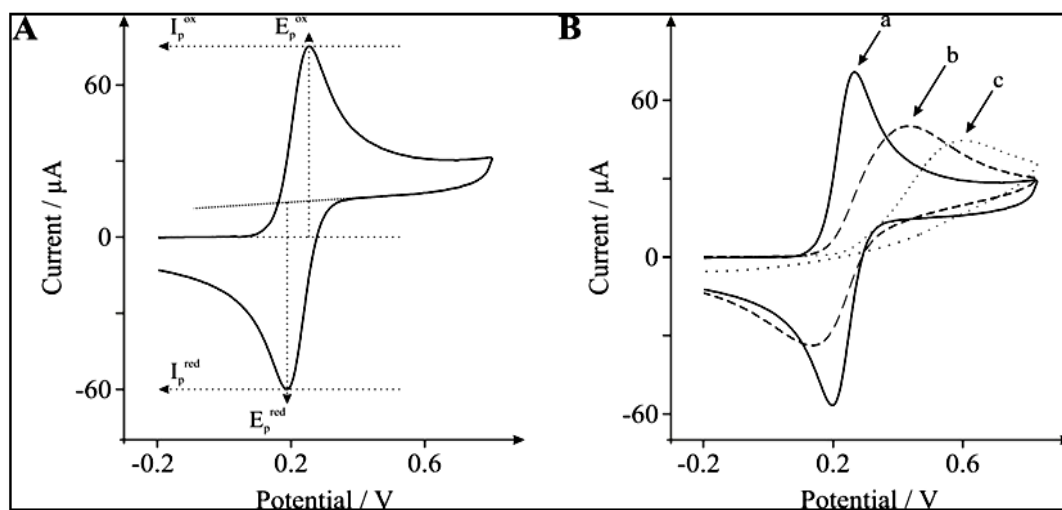 A
I_p^ox
E_p^ox
60
0
-60
I_p^red
E_p^red
-0.2
0.2
0.6
Current / μA
Potential / V
B
a
b
c
60
0
-60
-0.2
0.2
0.6
Current / μA
Potential / V